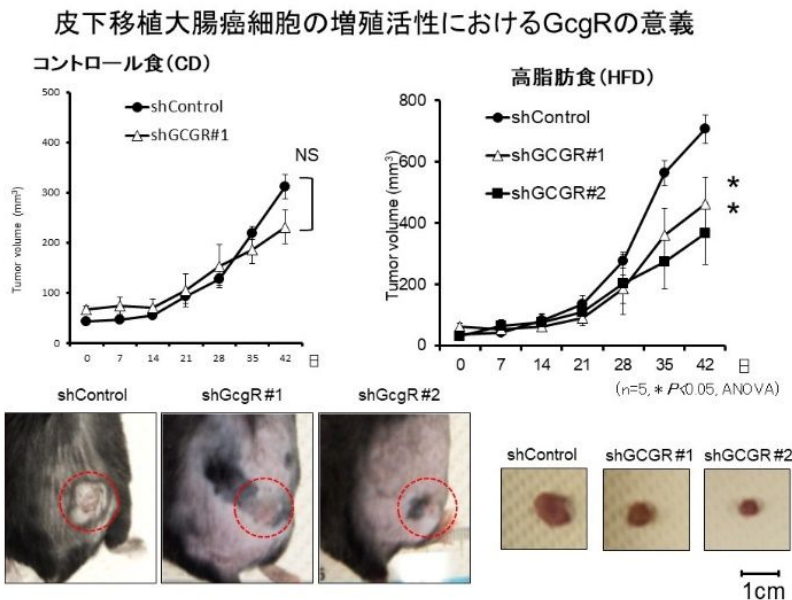 皮下移植大腸癌細胞の増殖活性におけるGcgRの意義
コントロール食(CD)
500
400
300
200
100
0
Tumor volume (mm³)
shControl
shGCGR#1
NS
0 7 14 21 28 35 42 日
高脂肪食(HFD)
800
600
400
200
0
Tumor volume (mm³)
shControl
shGCGR#1
shGCGR#2
*
*
0 7 14 21 28 35 42 日
(n=5, * P<0.05, ANOVA)
shControl
shGcgR#1
shGcgR#2
shControl
shGCGR#1
shGCGR#2
1cm